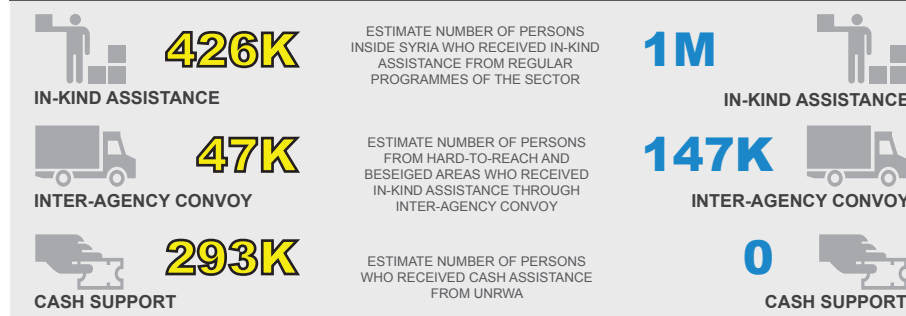 426K
IN-KIND ASSISTANCE
ESTIMATE NUMBER OF PERSONS
INSIDE SYRIA WHO RECEIVED IN-KIND
ASSISTANCE FROM REGULAR
PROGRAMMES OF THE SECTOR
1M
IN-KIND ASSISTANCE
47K
INTER-AGENCY CONVOY
ESTIMATE NUMBER OF PERSONS
FROM HARD-TO-REACH AND
BESEIGED AREAS WHO RECEIVED
IN-KIND ASSISTANCE THROUGH
INTER-AGENCY CONVOY
147K
INTER-AGENCY CONVOY
293K
CASH SUPPORT
ESTIMATE NUMBER OF PERSONS
WHO RECEIVED CASH ASSISTANCE
FROM UNRWA
0
CASH SUPPORT